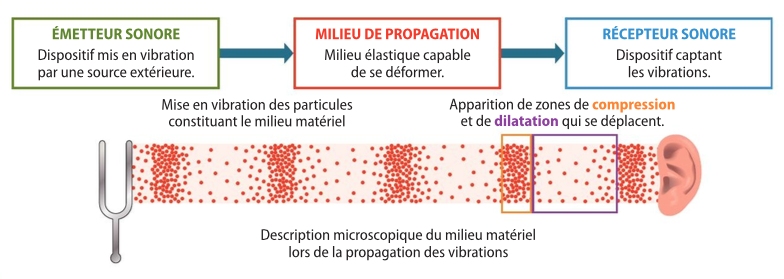 ÉMETTEUR SONORE
Dispositif mis en vibration
par une source extérieure.
MILIEU DE PROPAGATION
Milieu élastique capable
de se déformer.
RÉCEPTEUR SONORE
Dispositif captant
les vibrations.
Mise en vibration des particules
constituant le milieu matériel
Apparition de zones de compression
et de dilatation qui se déplacent.
Description microscopique du milieu matériel
lors de la propagation des vibrations